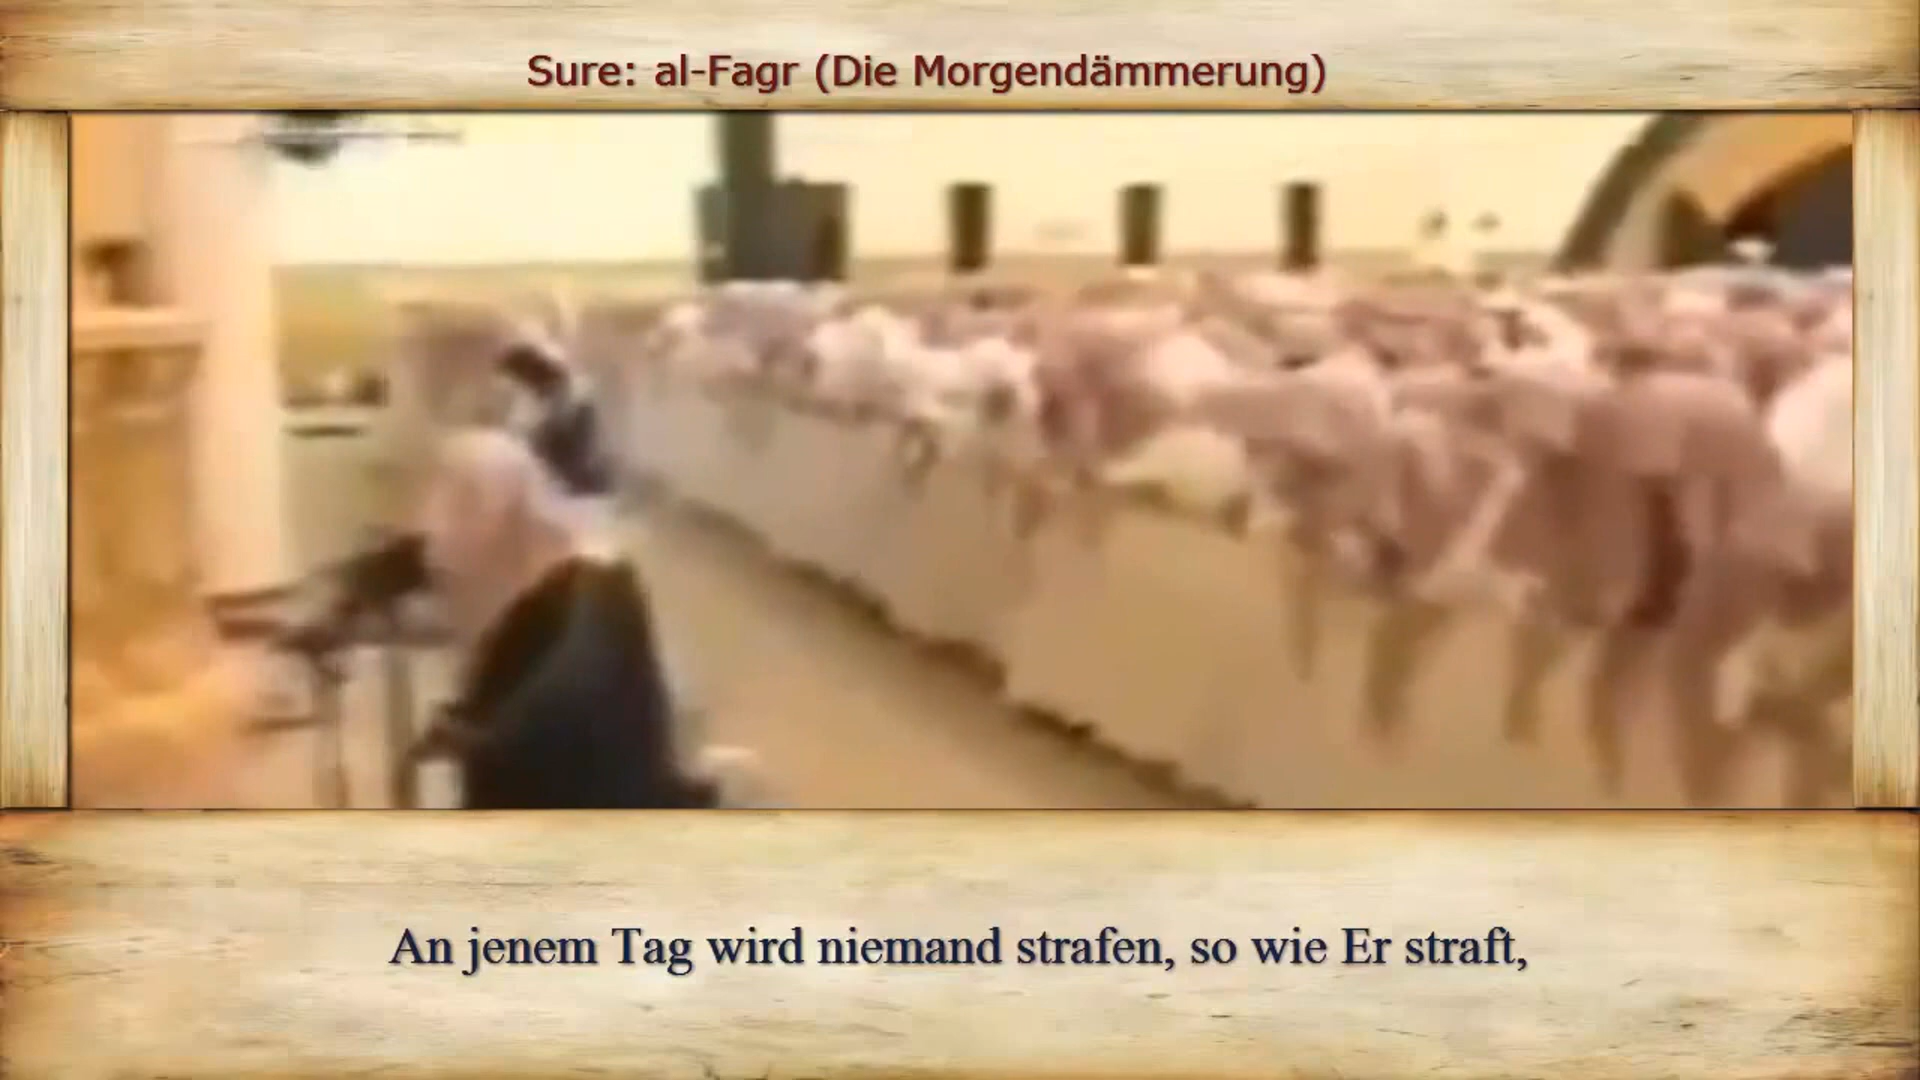 Sure: al-Fagr (Die Morgendämmerung)
An jenem Tag wird niemand strafen, so wie Er straft,